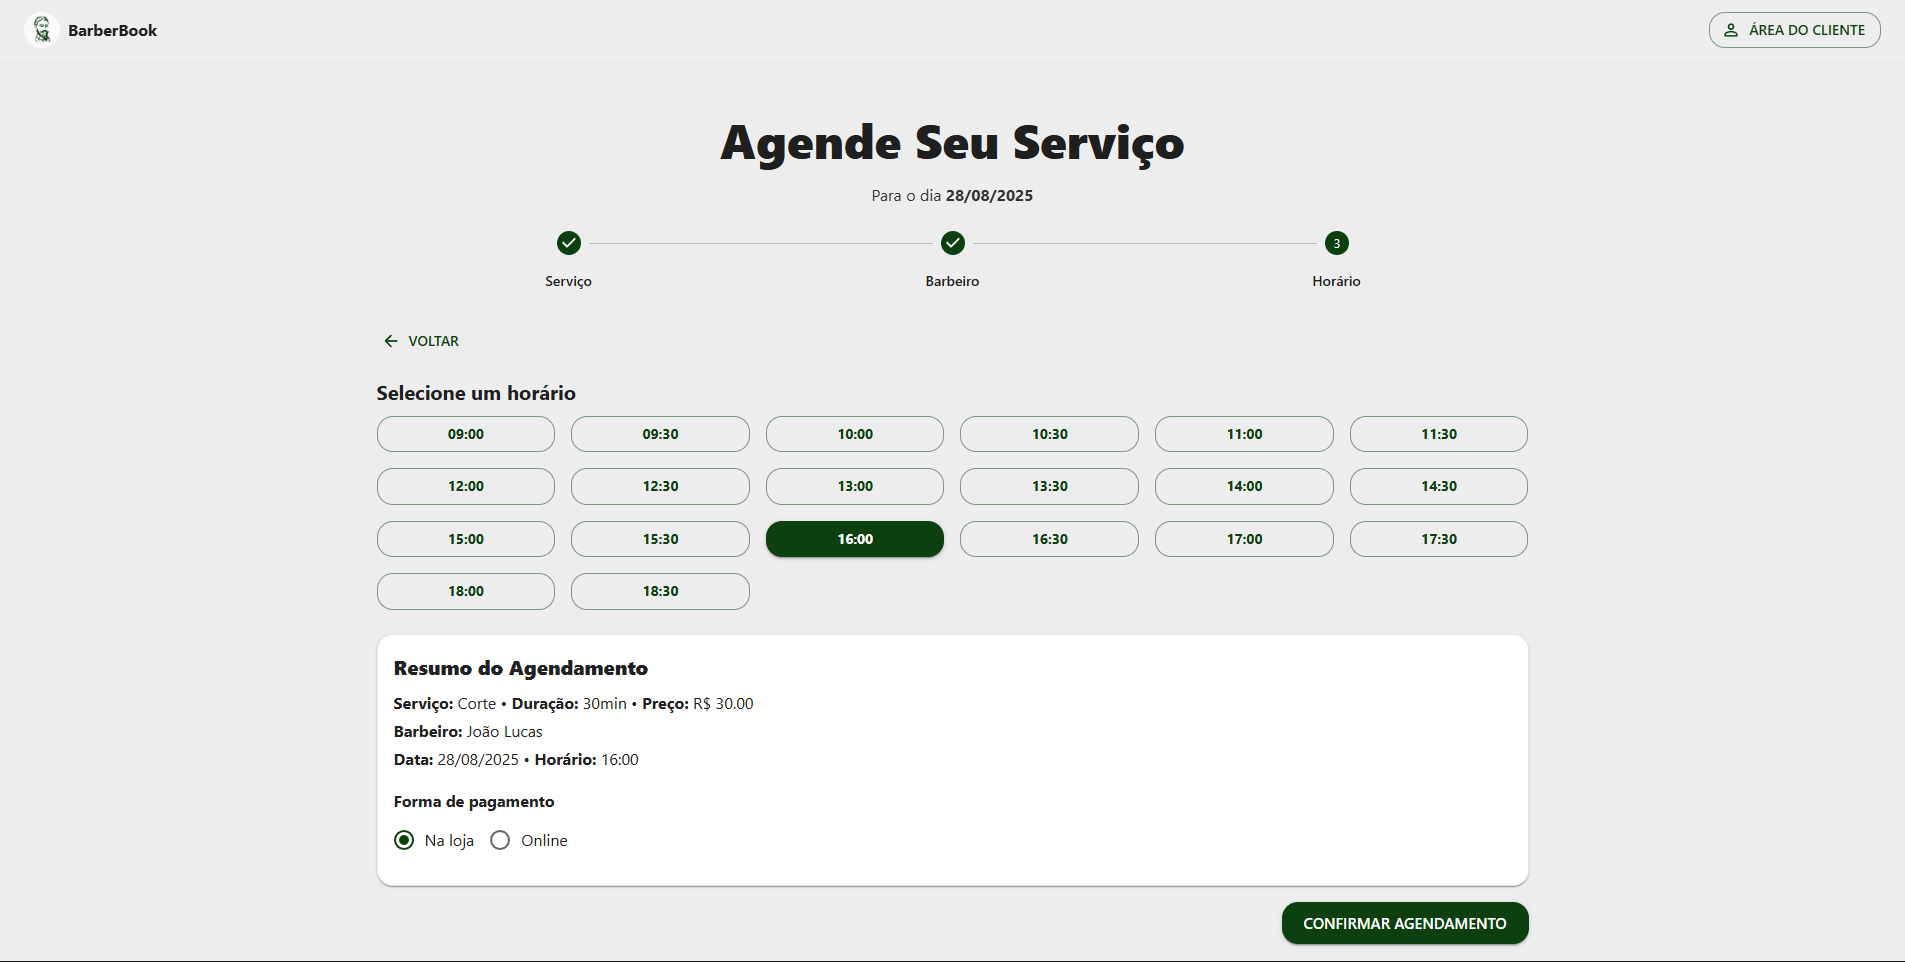 BarberBook
ÁREA DO CLIENTE
Agende Seu Serviço
Para o dia 28/08/2025
3
Serviço
Barbeiro
Horário
VOLTAR
Selecione um horário
09:00 09:30 10:00 10:30 11:00 11:30
12:00 12:30 13:00 13:30 14:00 14:30
15:00 15:30 16:00 16:30 17:00 17:30
18:00 18:30
Resumo do Agendamento
Serviço: Corte • Duração: 30min • Preço: R$ 30.00
Barbeiro: João Lucas
Data: 28/08/2025 • Horário: 16:00
Forma de pagamento
Na loja Online
CONFIRMAR AGENDAMENTO